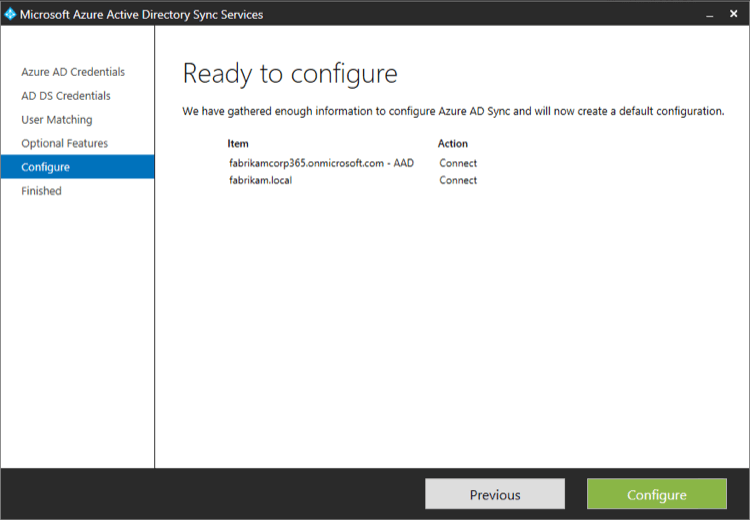 Microsoft Azure Active Directory Sync Services
Azure AD Credentials
AD DS Credentials
User Matching
Optional Features
Configure
Finished
Ready to configure
We have gathered enough information to configure Azure AD Sync and will now create a default configuration.
Item Action
fabrikamcorp365.onmicrosoft.com - AAD Connect
fabrikam.local Connect
Previous Configure